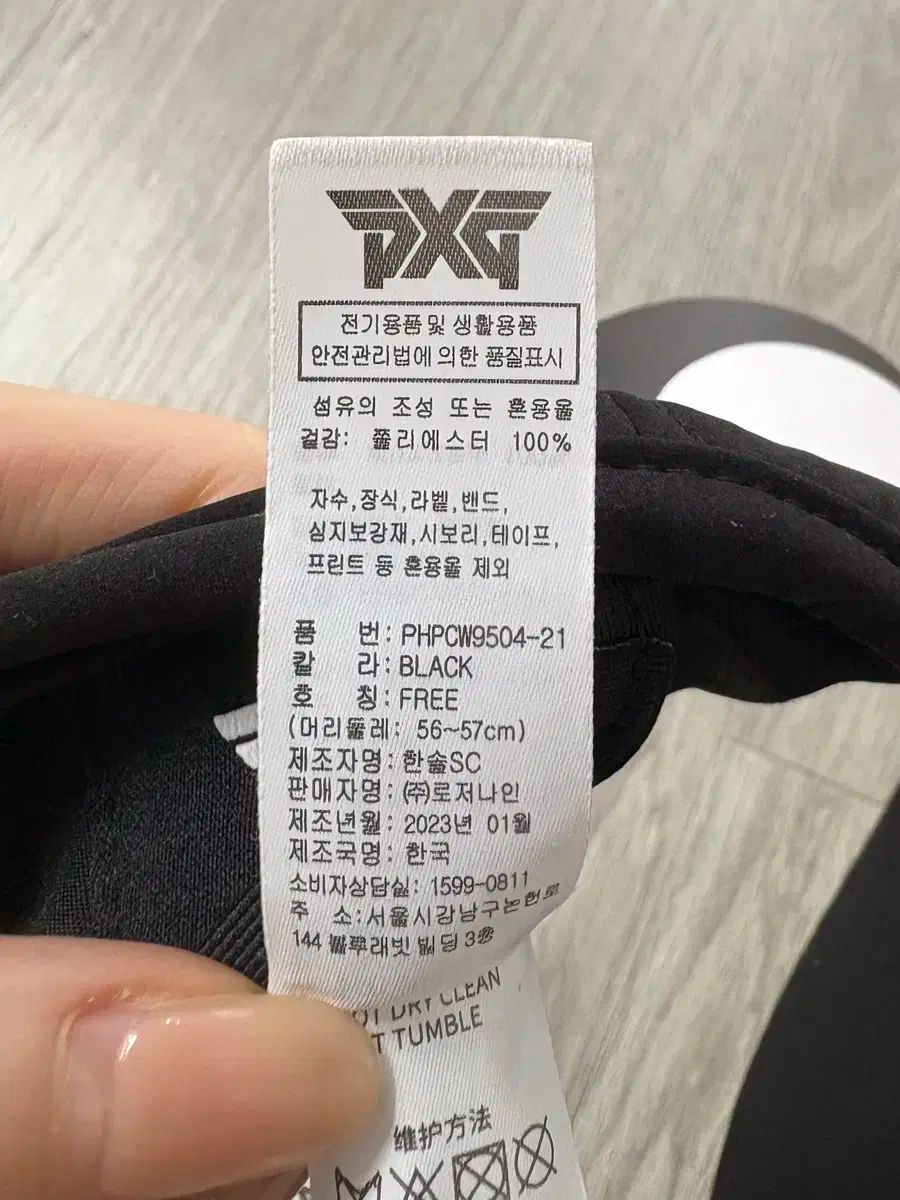 PXG
전기용품및 생활용품
안전관리법에 의한 품질표시
섬유의 조성 또는 혼용율
겉감: 폴리에스터 100%
자수,장식,라벨,밴드,
심지보강재,시보리,테이프,
프린트 등 혼용율 제외
품 번: PHPCW9504-21
칼 라: BLACK
호 칭: FREE
(머리둘레: 56~57cm)
제조자명: 한솔SC
판매자명: (주)로저나인
제조년월: 2023년 01월
제조국명: 한국
소비자상담실: 1599-0811
주 소:서울시강남구논현로
144 블루래빗 빌딩 3층
DRY CLEAN
TUMBLE
维护方法